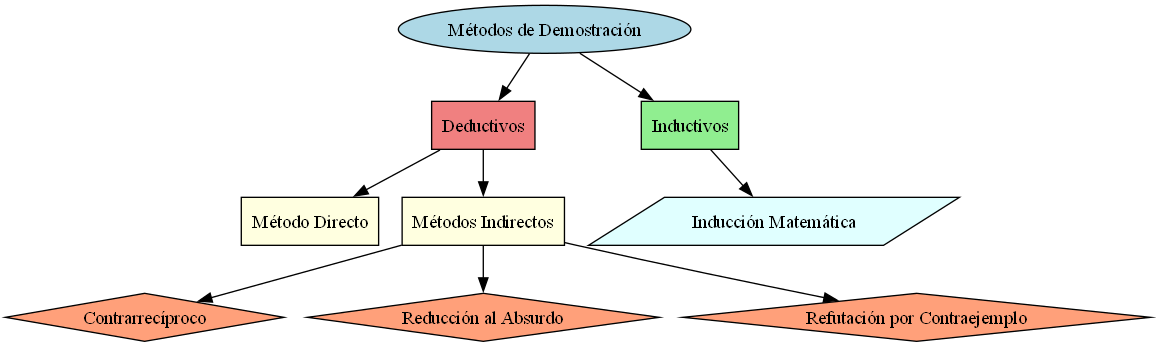 Métodos de Demostración
Deductivos
Inductivos
Método Directo
Métodos Indirectos
Inducción Matemática
Contrarrecíproco
Reducción al Absurdo
Refutación por Contraejemplo